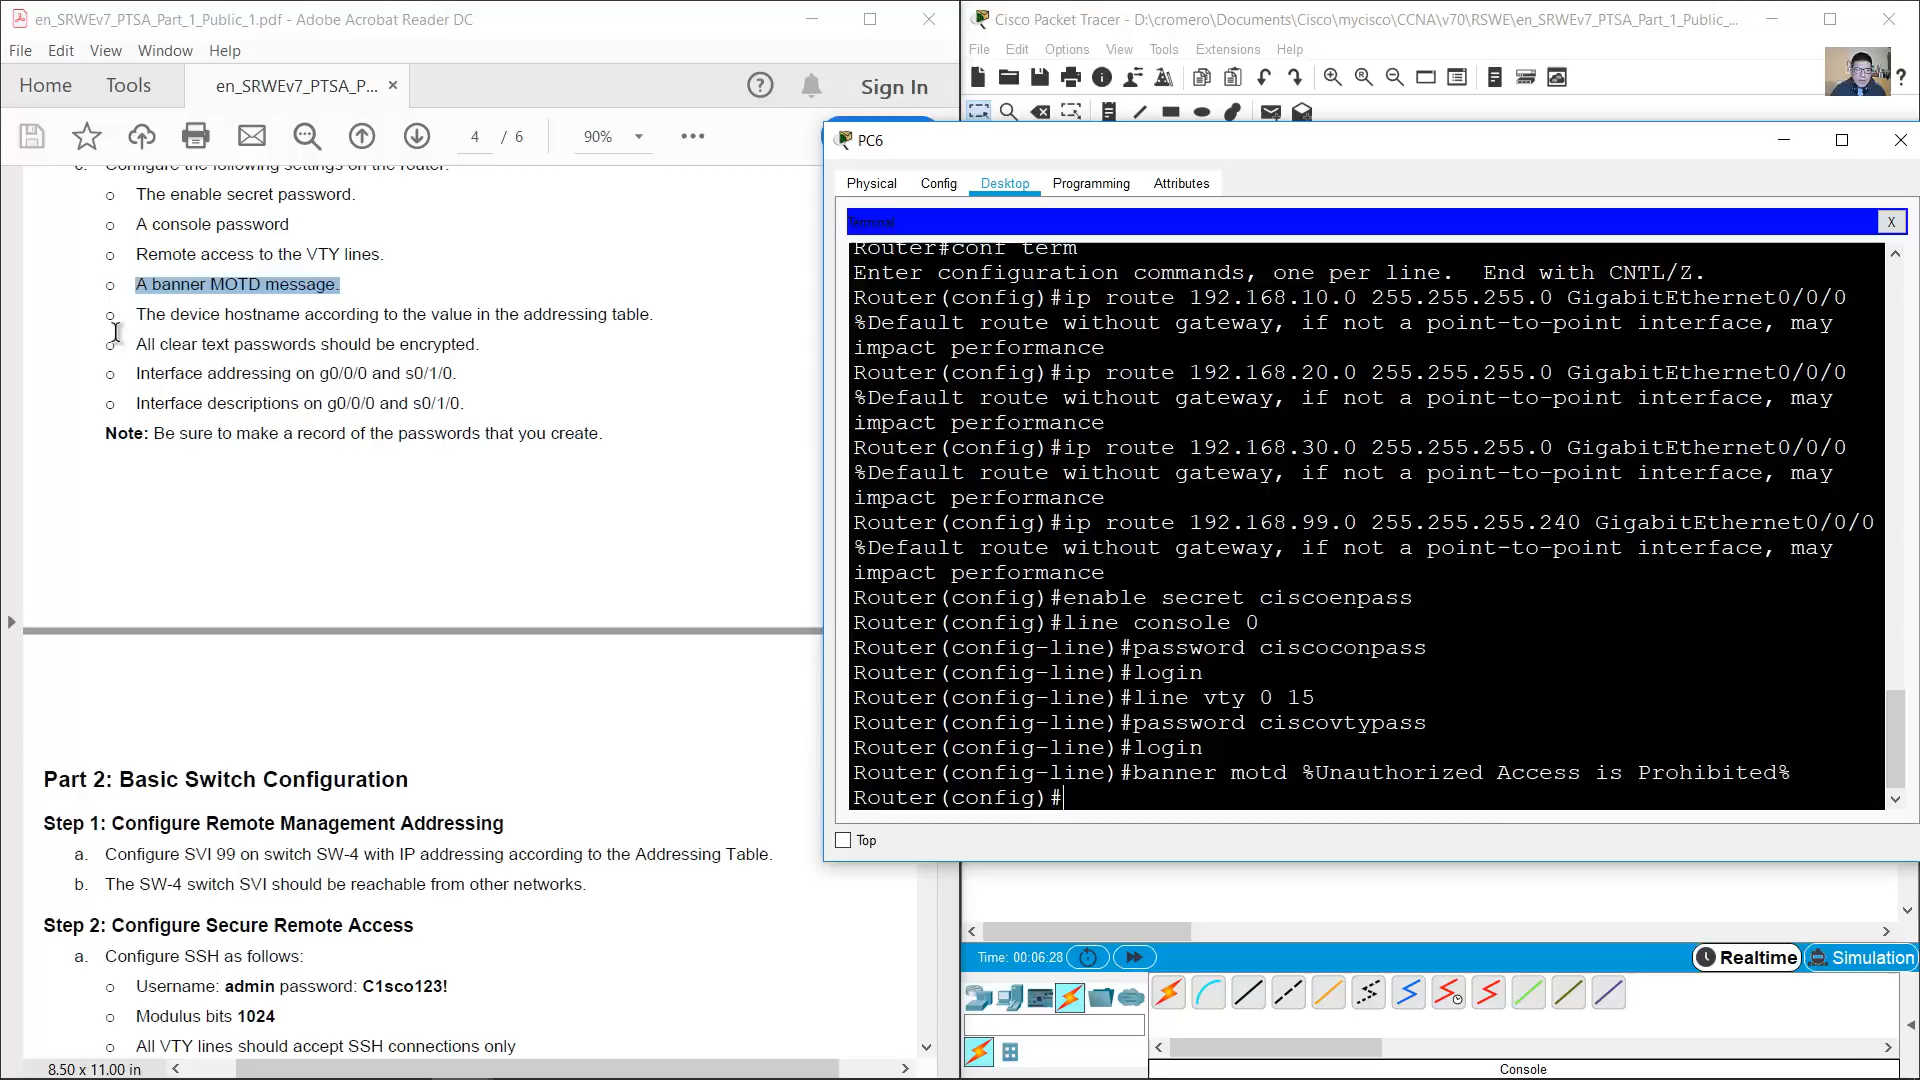 en_SRWEv7_PTSA_Part_1_Public_1.pdf - Adobe Acrobat Reader DC
File Edit View Window Help
Home Tools en_SRWEv7_PTSA_P... × Sign In
4 / 6 90%
Configure the following settings on the router:
o The enable secret password.
o A console password
o Remote access to the VTY lines.
o A banner MOTD message.
o The device hostname according to the value in the addressing table.
o All clear text passwords should be encrypted.
o Interface addressing on g0/0/0 and s0/1/0.
o Interface descriptions on g0/0/0 and s0/1/0.
Note: Be sure to make a record of the passwords that you create.
Part 2: Basic Switch Configuration
Step 1: Configure Remote Management Addressing
a. Configure SVI 99 on switch SW-4 with IP addressing according to the Addressing Table.
b. The SW-4 switch SVI should be reachable from other networks.
Step 2: Configure Secure Remote Access
a. Configure SSH as follows:
o Username: admin password: C1sco123!
o Modulus bits 1024
o All VTY lines should accept SSH connections only
8.50 x 11.00 in
Cisco Packet Tracer - D:\cromero\Documents\Cisco\mycisco\CCNA\v70\RSWE\en_SRWEv7_PTSA_Part_1_Public_...
File Edit Options View Tools Extensions Help
PC6
Physical Config Desktop Programming Attributes
Terminal X
Router#conf term
Enter configuration commands, one per line. End with CNTL/Z.
Router(config)#ip route 192.168.10.0 255.255.255.0 GigabitEthernet0/0/0
%Default route without gateway, if not a point-to-point interface, may
impact performance
Router(config)#ip route 192.168.20.0 255.255.255.0 GigabitEthernet0/0/0
%Default route without gateway, if not a point-to-point interface, may
impact performance
Router(config)#ip route 192.168.30.0 255.255.255.0 GigabitEthernet0/0/0
%Default route without gateway, if not a point-to-point interface, may
impact performance
Router(config)#ip route 192.168.99.0 255.255.255.240 GigabitEthernet0/0/0
%Default route without gateway, if not a point-to-point interface, may
impact performance
Router(config)#enable secret ciscoenpass
Router(config)#line console 0
Router(config-line)#password ciscoconpass
Router(config-line)#login
Router(config-line)#line vty 0 15
Router(config-line)#password ciscovtypass
Router(config-line)#login
Router(config-line)#banner motd %Unauthorized Access is Prohibited%
Router(config)#
Top
Time: 00:06:28 Realtime Simulation
Console